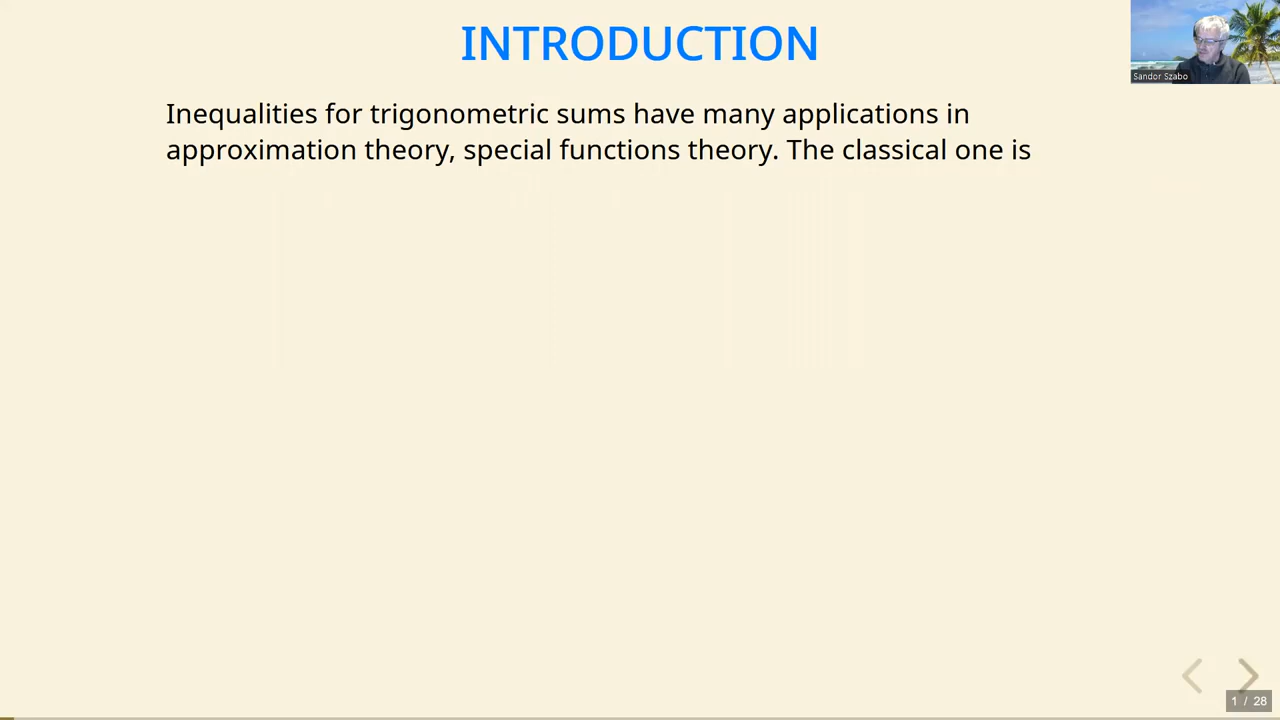 INTRODUCTION
Sandor Szabo
Inequalities for trigonometric sums have many applications in
approximation theory, special functions theory. The classical one is
1 / 28